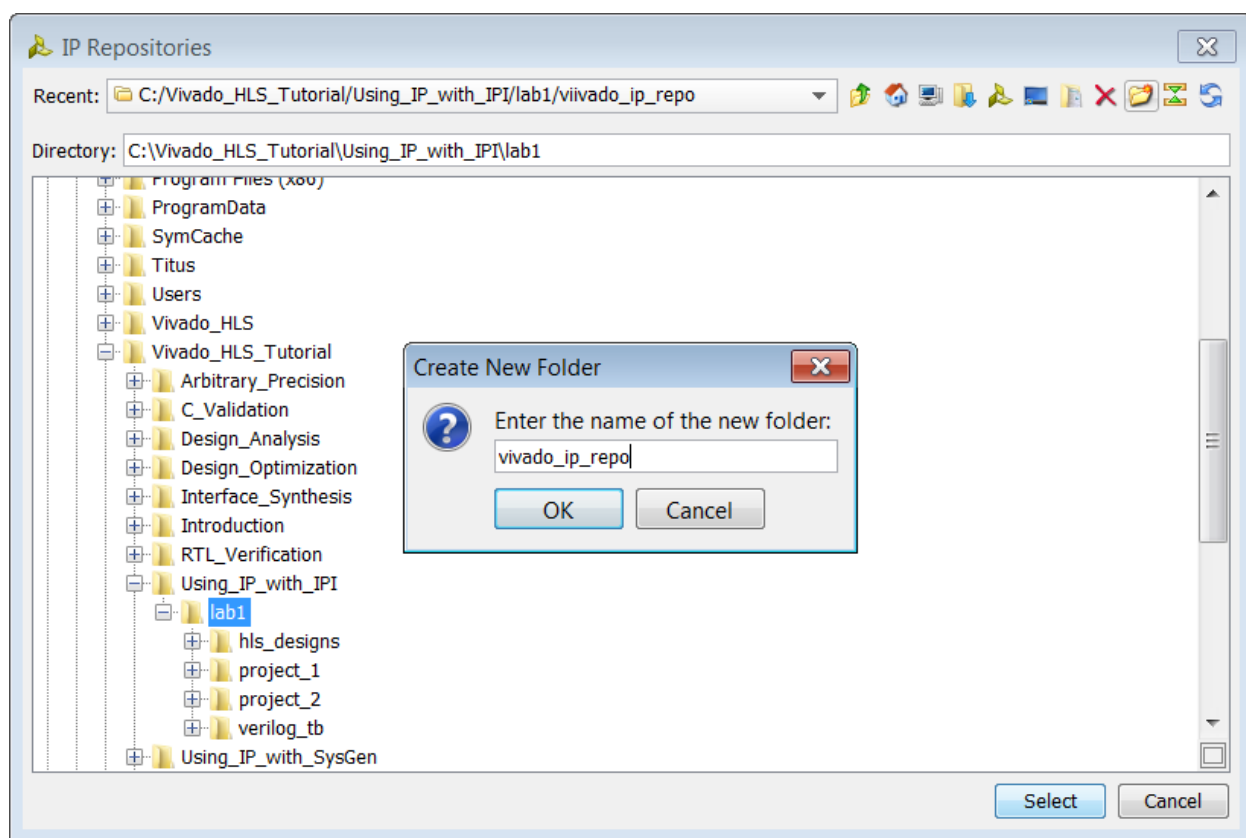 IP Repositories
Recent: C:/Vivado_HLS_Tutorial/Using_IP_with_IPI/lab1/viivado_ip_repo
Directory: C:\Vivado_HLS_Tutorial\Using_IP_with_IPI\lab1
Program Files (x86)
ProgramData
SymCache
Titus
Users
Vivado_HLS
Vivado_HLS_Tutorial
Arbitrary_Precision
C_Validation
Design_Analysis
Design_Optimization
Interface_Synthesis
Introduction
RTL_Verification
Using_IP_with_IPI
lab1
hls_designs
project_1
project_2
verilog_tb
Using_IP_with_SysGen
Create New Folder
Enter the name of the new folder:
vivado_ip_repo
OK Cancel
Select Cancel